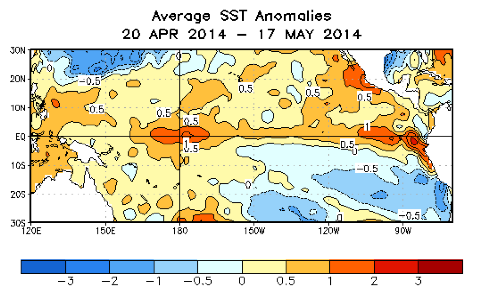 Average SST Anomalies
20 APR 2014 – 17 MAY 2014
30N
20N
10N
EQ
10S
20S
30S
120E 150E 180 150W 120W 90W
0 0 0.5 0.5 0.5 0.5 0.5 1 1 0.5 0.5 0 -0.5 0 0 -0.5
-3 -2 -1 -0.5 0 0.5 1 2 3